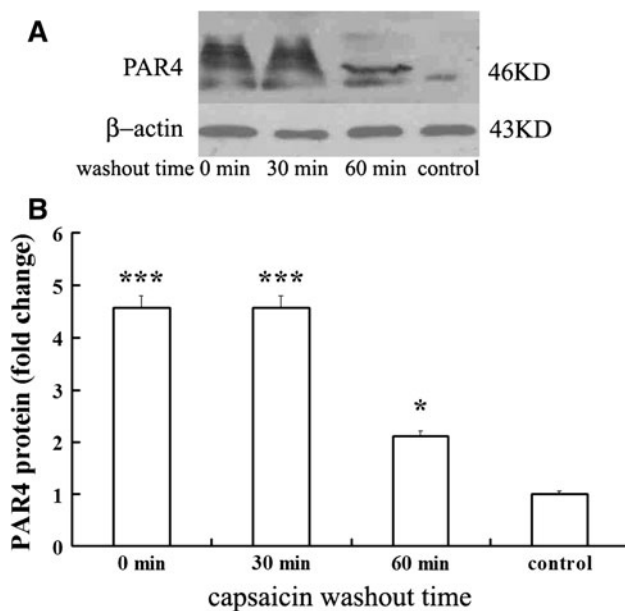 A
PAR4
46KD
β–actin
43KD
washout time 0 min 30 min 60 min control
B
PAR4 protein (fold change)
6
5
4
3
2
1
0
***
***
*
0 min 30 min 60 min control
capsaicin washout time